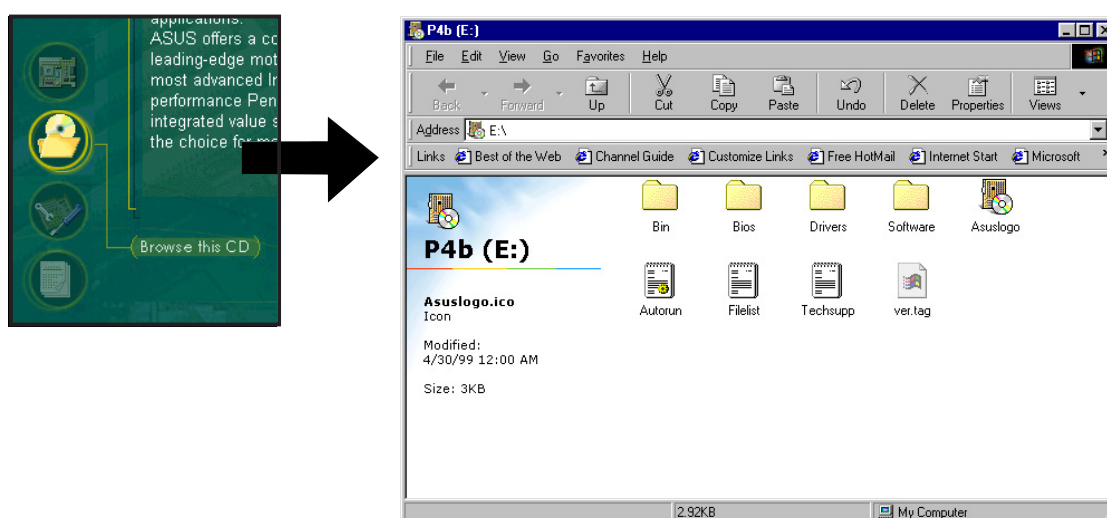 applications.
ASUS offers a co
leading-edge mot
most advanced In
performance Pen
integrated value s
the choice for mo
Browse this CD
P4b (E:)
File Edit View Go Favorites Help
Back Forward Up Cut Copy Paste Undo Delete Properties Views
Address E:\
Links Best of the Web Channel Guide Customize Links Free HotMail Internet Start Microsoft
P4b (E:)
Asuslogo.ico
Icon
Modified:
4/30/99 12:00 AM
Size: 3KB
Bin Bios Drivers Software Asuslogo
Autorun Filelist Techsupp ver.tag
2.92KB My Computer